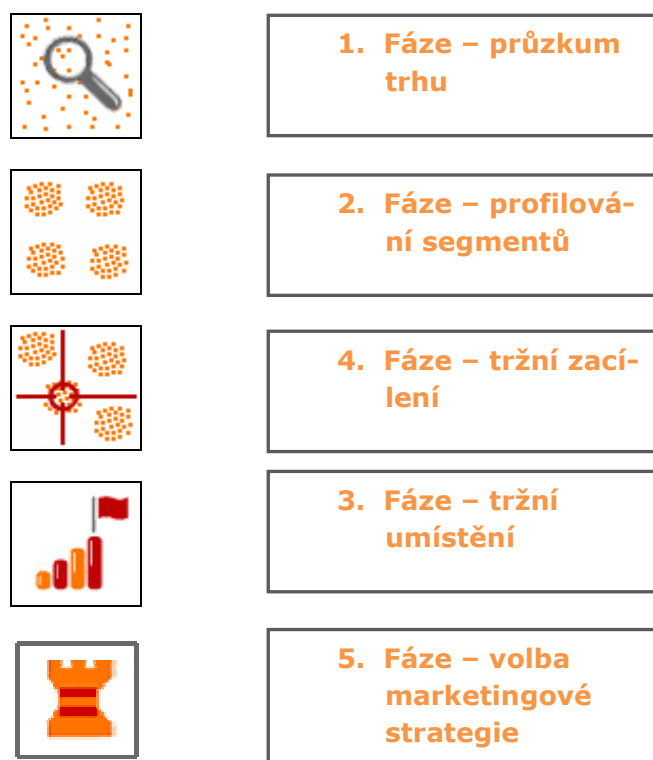 1. Fáze – průzkum
trhu
2. Fáze – profilová-
ní segmentů
4. Fáze – tržní zací-
lení
3. Fáze – tržní
umístění
5. Fáze – volba
marketingové
strategie